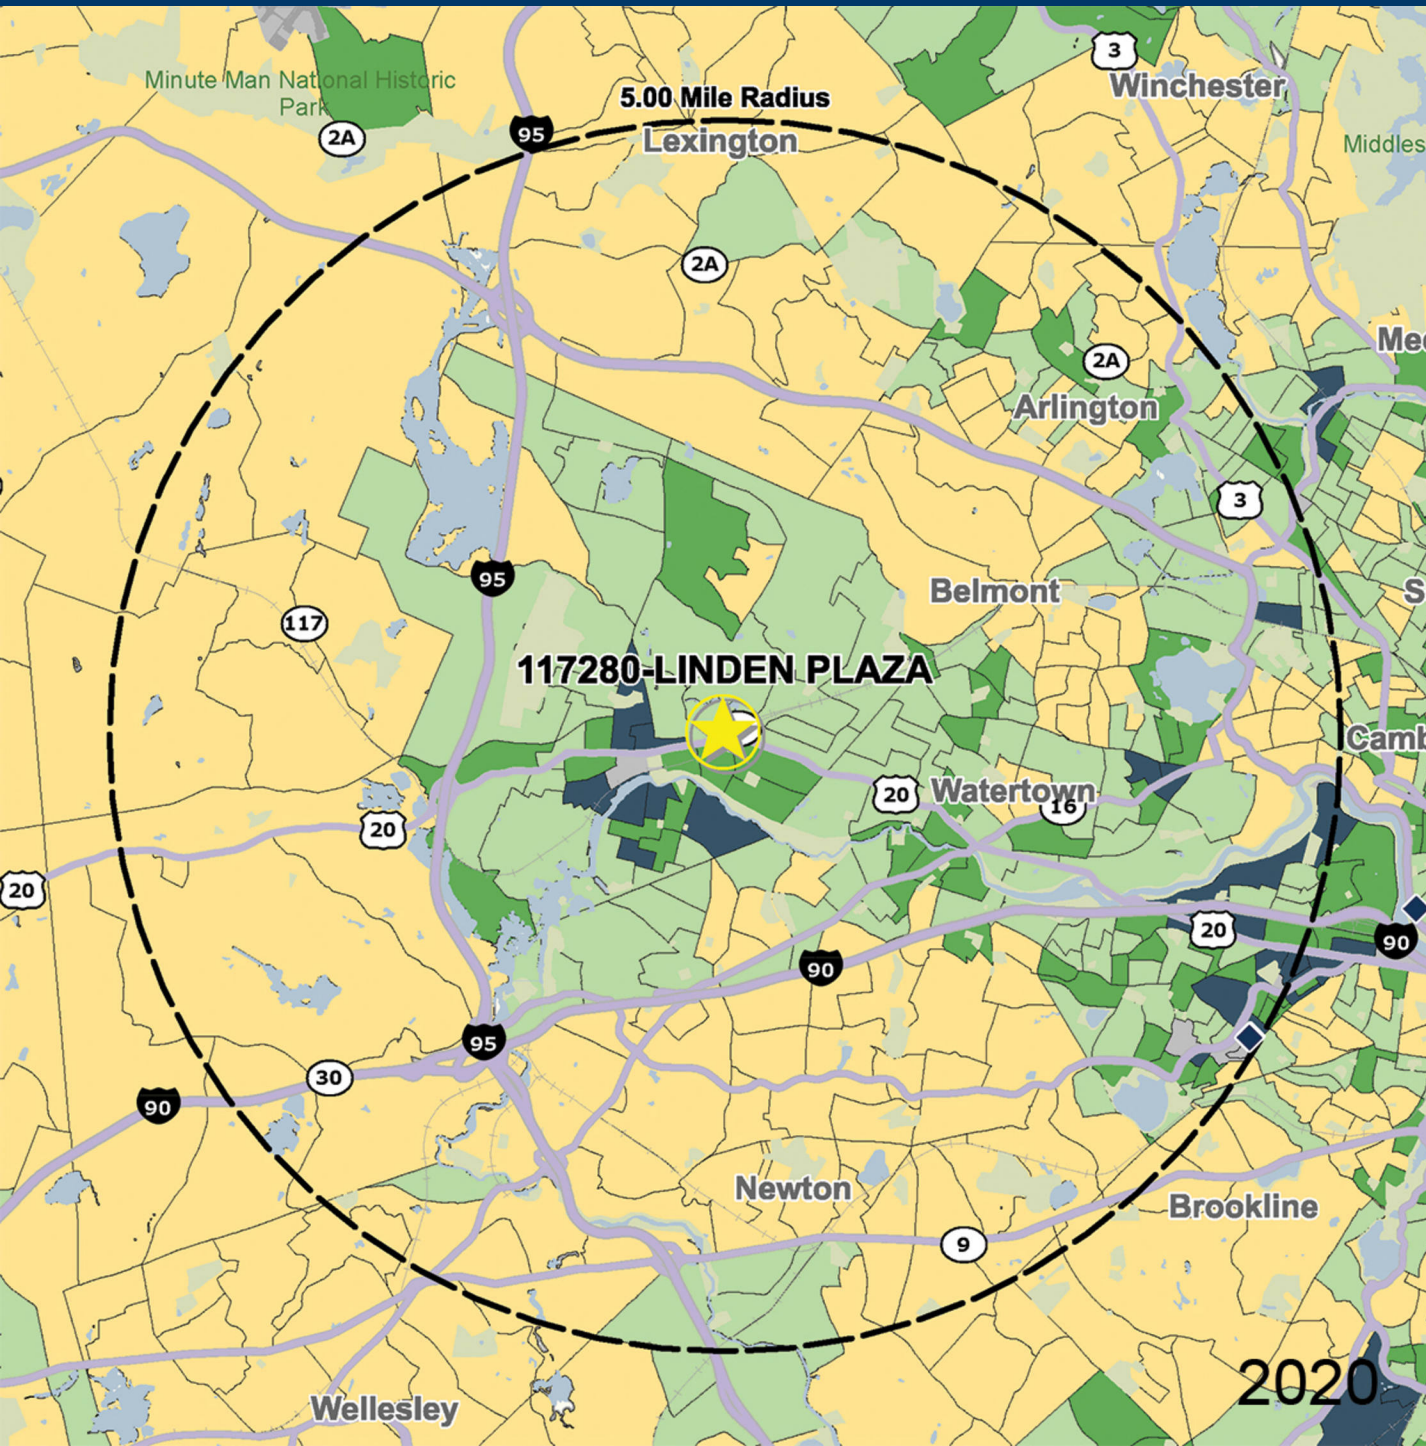 3
Winchester
Minute Man National Historic
Park
5.00 Mile Radius
2A
95
Lexington
Middles
2A
Mec
2A
Arlington
3
95
Belmont
S
117
117280-LINDEN PLAZA
Camb
20
Watertown
16
20
20
20
90
90
95
30
90
Newton
Brookline
9
2020
Wellesley